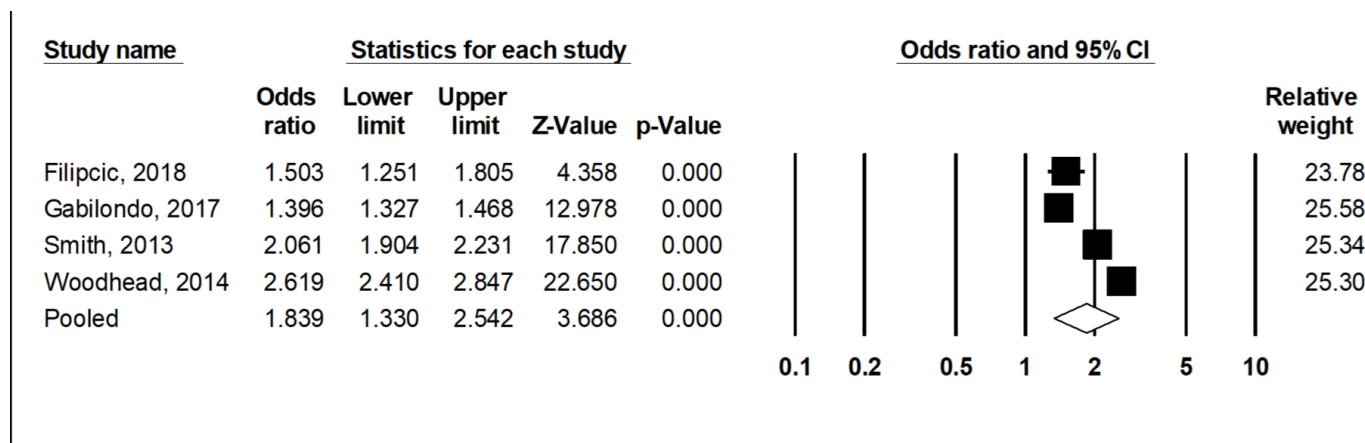 Study name Statistics for each study Odds ratio and 95% CI
Odds Lower Upper Relative
ratio limit limit Z-Value p-Value weight
Filipcic, 2018 1.503 1.251 1.805 4.358 0.000 23.78
Gabilondo, 2017 1.396 1.327 1.468 12.978 0.000 25.58
Smith, 2013 2.061 1.904 2.231 17.850 0.000 25.34
Woodhead, 2014 2.619 2.410 2.847 22.650 0.000 25.30
Pooled 1.839 1.330 2.542 3.686 0.000
0.1 0.2 0.5 1 2 5 10